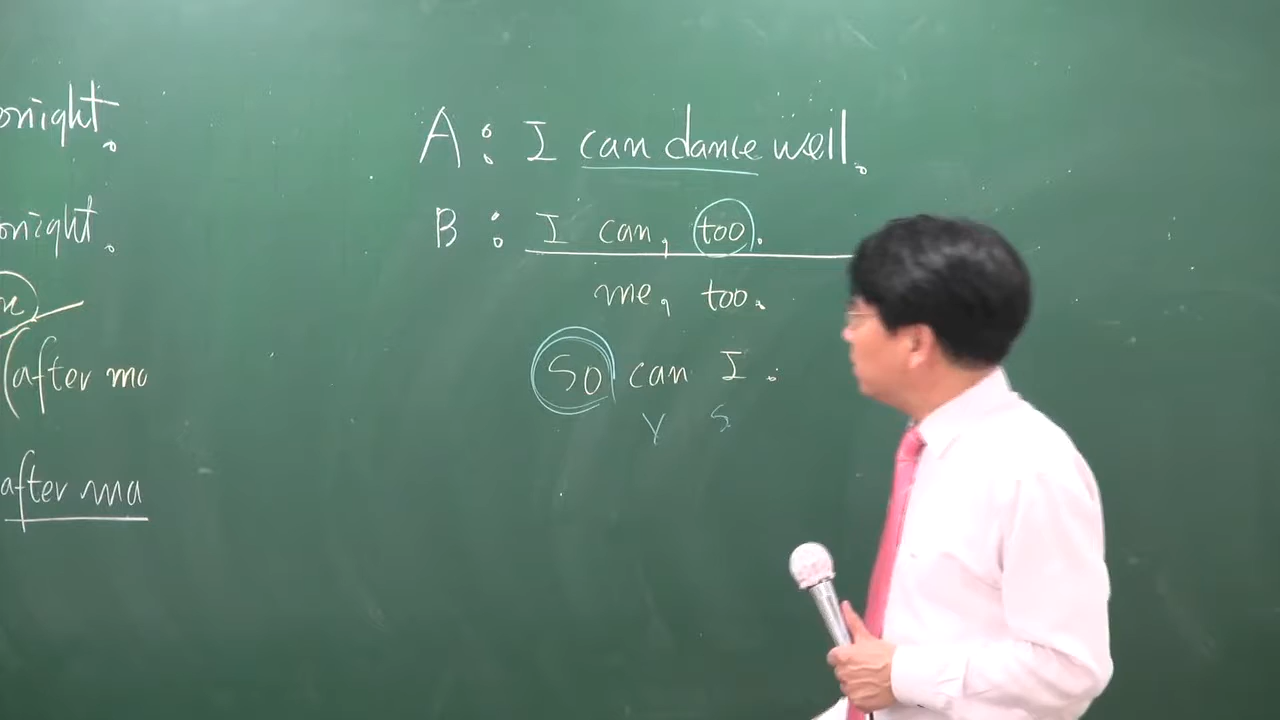 onight.
onight.
(after mo
after ma
A: I can dance well.
B: I can, too.
me, too.
So can I.
V S